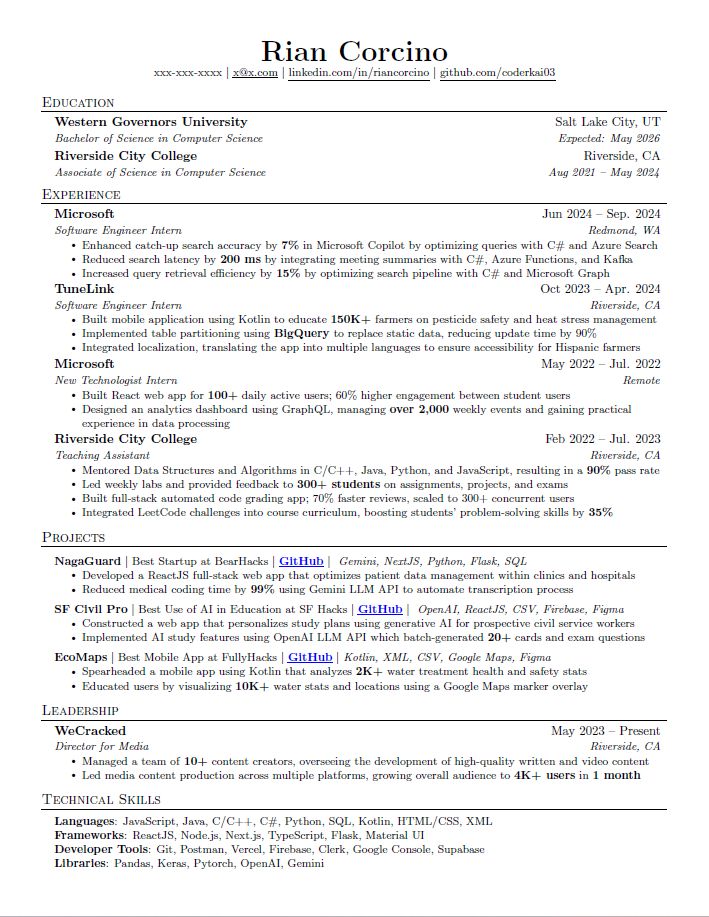 Rian Corcino
xxx-xxx-xxxx | x@x.com | linkedin.com/in/riancorcino | github.com/coderkai03
Education
Western Governors University Salt Lake City, UT
Bachelor of Science in Computer Science Expected: May 2026
Riverside City College Riverside, CA
Associate of Science in Computer Science Aug 2021 – May 2024
Experience
Microsoft Jun 2024 – Sep. 2024
Software Engineer Intern Redmond, WA
• Enhanced catch-up search accuracy by 7% in Microsoft Copilot by optimizing queries with C# and Azure Search
• Reduced search latency by 200 ms by integrating meeting summaries with C#, Azure Functions, and Kafka
• Increased query retrieval efficiency by 15% by optimizing search pipeline with C# and Microsoft Graph
TuneLink Oct 2023 – Apr. 2024
Software Engineer Intern Riverside, CA
• Built mobile application using Kotlin to educate 150K+ farmers on pesticide safety and heat stress management
• Implemented table partitioning using BigQuery to replace static data, reducing update time by 90%
• Integrated localization, translating the app into multiple languages to ensure accessibility for Hispanic farmers
Microsoft May 2022 – Jul. 2022
New Technologist Intern Remote
• Built React web app for 100+ daily active users; 60% higher engagement between student users
• Designed an analytics dashboard using GraphQL, managing over 2,000 weekly events and gaining practical
experience in data processing
Riverside City College Feb 2022 – Jul. 2023
Teaching Assistant Riverside, CA
• Mentored Data Structures and Algorithms in C/C++, Java, Python, and JavaScript, resulting in a 90% pass rate
• Led weekly labs and provided feedback to 300+ students on assignments, projects, and exams
• Built full-stack automated code grading app; 70% faster reviews, scaled to 300+ concurrent users
• Integrated LeetCode challenges into course curriculum, boosting students' problem-solving skills by 35%
Projects
NagaGuard | Best Startup at BearHacks | GitHub | Gemini, NextJS, Python, Flask, SQL
• Developed a ReactJS full-stack web app that optimizes patient data management within clinics and hospitals
• Reduced medical coding time by 99% using Gemini LLM API to automate transcription process
SF Civil Pro | Best Use of AI in Education at SF Hacks | GitHub | OpenAI, ReactJS, CSV, Firebase, Figma
• Constructed a web app that personalizes study plans using generative AI for prospective civil service workers
• Implemented AI study features using OpenAI LLM API which batch-generated 20+ cards and exam questions
EcoMaps | Best Mobile App at FullyHacks | GitHub | Kotlin, XML, CSV, Google Maps, Figma
• Spearheaded a mobile app using Kotlin that analyzes 2K+ water treatment health and safety stats
• Educated users by visualizing 10K+ water stats and locations using a Google Maps marker overlay
Leadership
WeCracked May 2023 – Present
Director for Media Riverside, CA
• Managed a team of 10+ content creators, overseeing the development of high-quality written and video content
• Led media content production across multiple platforms, growing overall audience to 4K+ users in 1 month
Technical Skills
Languages: JavaScript, Java, C/C++, C#, Python, SQL, Kotlin, HTML/CSS, XML
Frameworks: ReactJS, Node.js, Next.js, TypeScript, Flask, Material UI
Developer Tools: Git, Postman, Vercel, Firebase, Clerk, Google Console, Supabase
Libraries: Pandas, Keras, Pytorch, OpenAI, Gemini